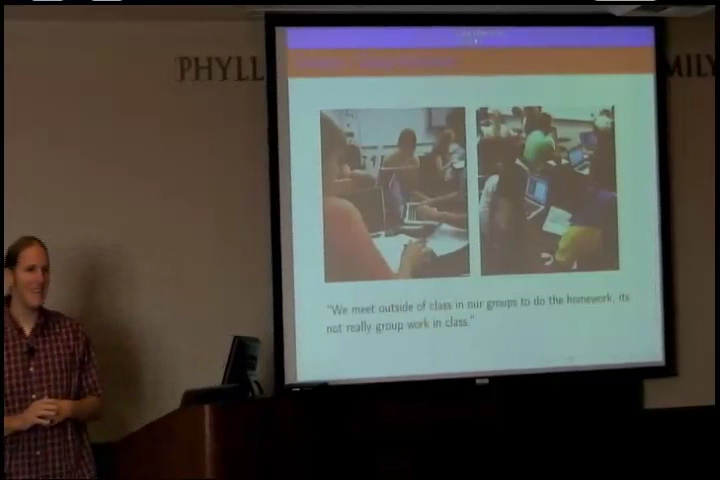 PHYLL
MILY
"We meet outside of class in our groups to do the homework, its
not really group work in class."